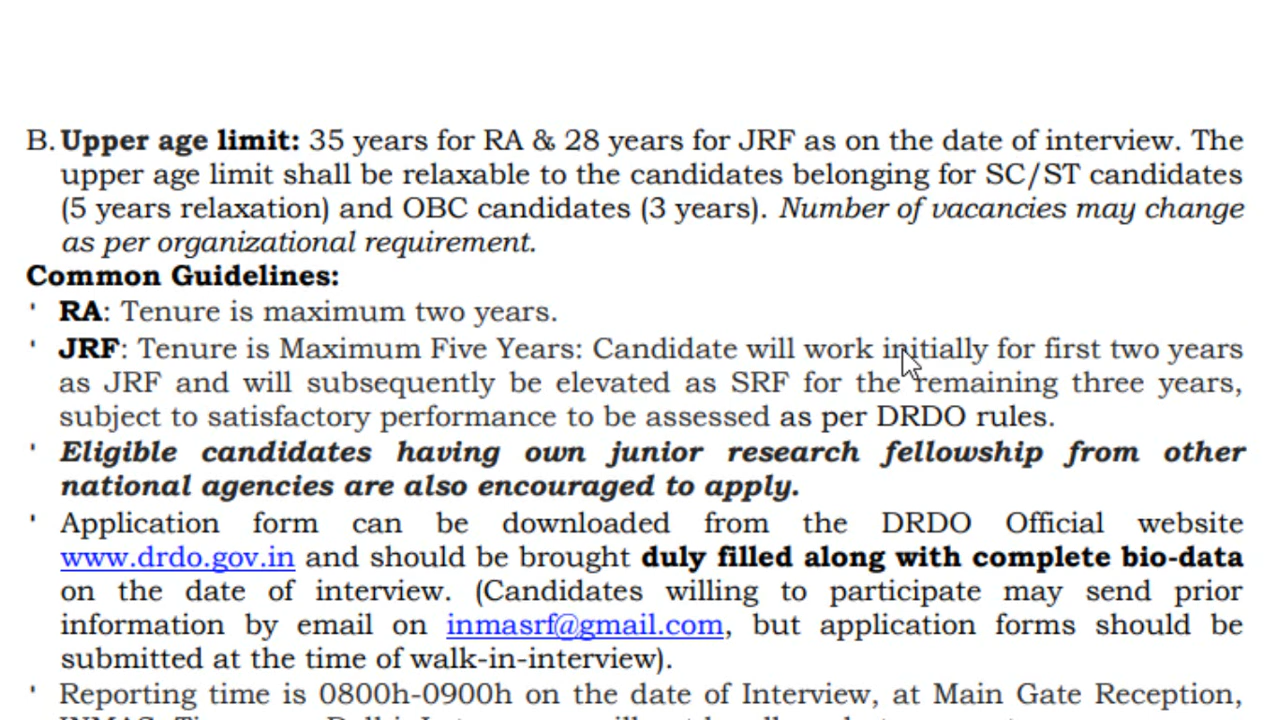 B. Upper age limit: 35 years for RA & 28 years for JRF as on the date of interview. The
upper age limit shall be relaxable to the candidates belonging for SC/ST candidates
(5 years relaxation) and OBC candidates (3 years). Number of vacancies may change
as per organizational requirement.
Common Guidelines:
' RA: Tenure is maximum two years.
' JRF: Tenure is Maximum Five Years: Candidate will work initially for first two years
as JRF and will subsequently be elevated as SRF for the remaining three years,
subject to satisfactory performance to be assessed as per DRDO rules.
' Eligible candidates having own junior research fellowship from other
national agencies are also encouraged to apply.
' Application form can be downloaded from the DRDO Official website
www.drdo.gov.in and should be brought duly filled along with complete bio-data
on the date of interview. (Candidates willing to participate may send prior
information by email on inmasrf@gmail.com, but application forms should be
submitted at the time of walk-in-interview).
' Reporting time is 0800h-0900h on the date of Interview, at Main Gate Reception,